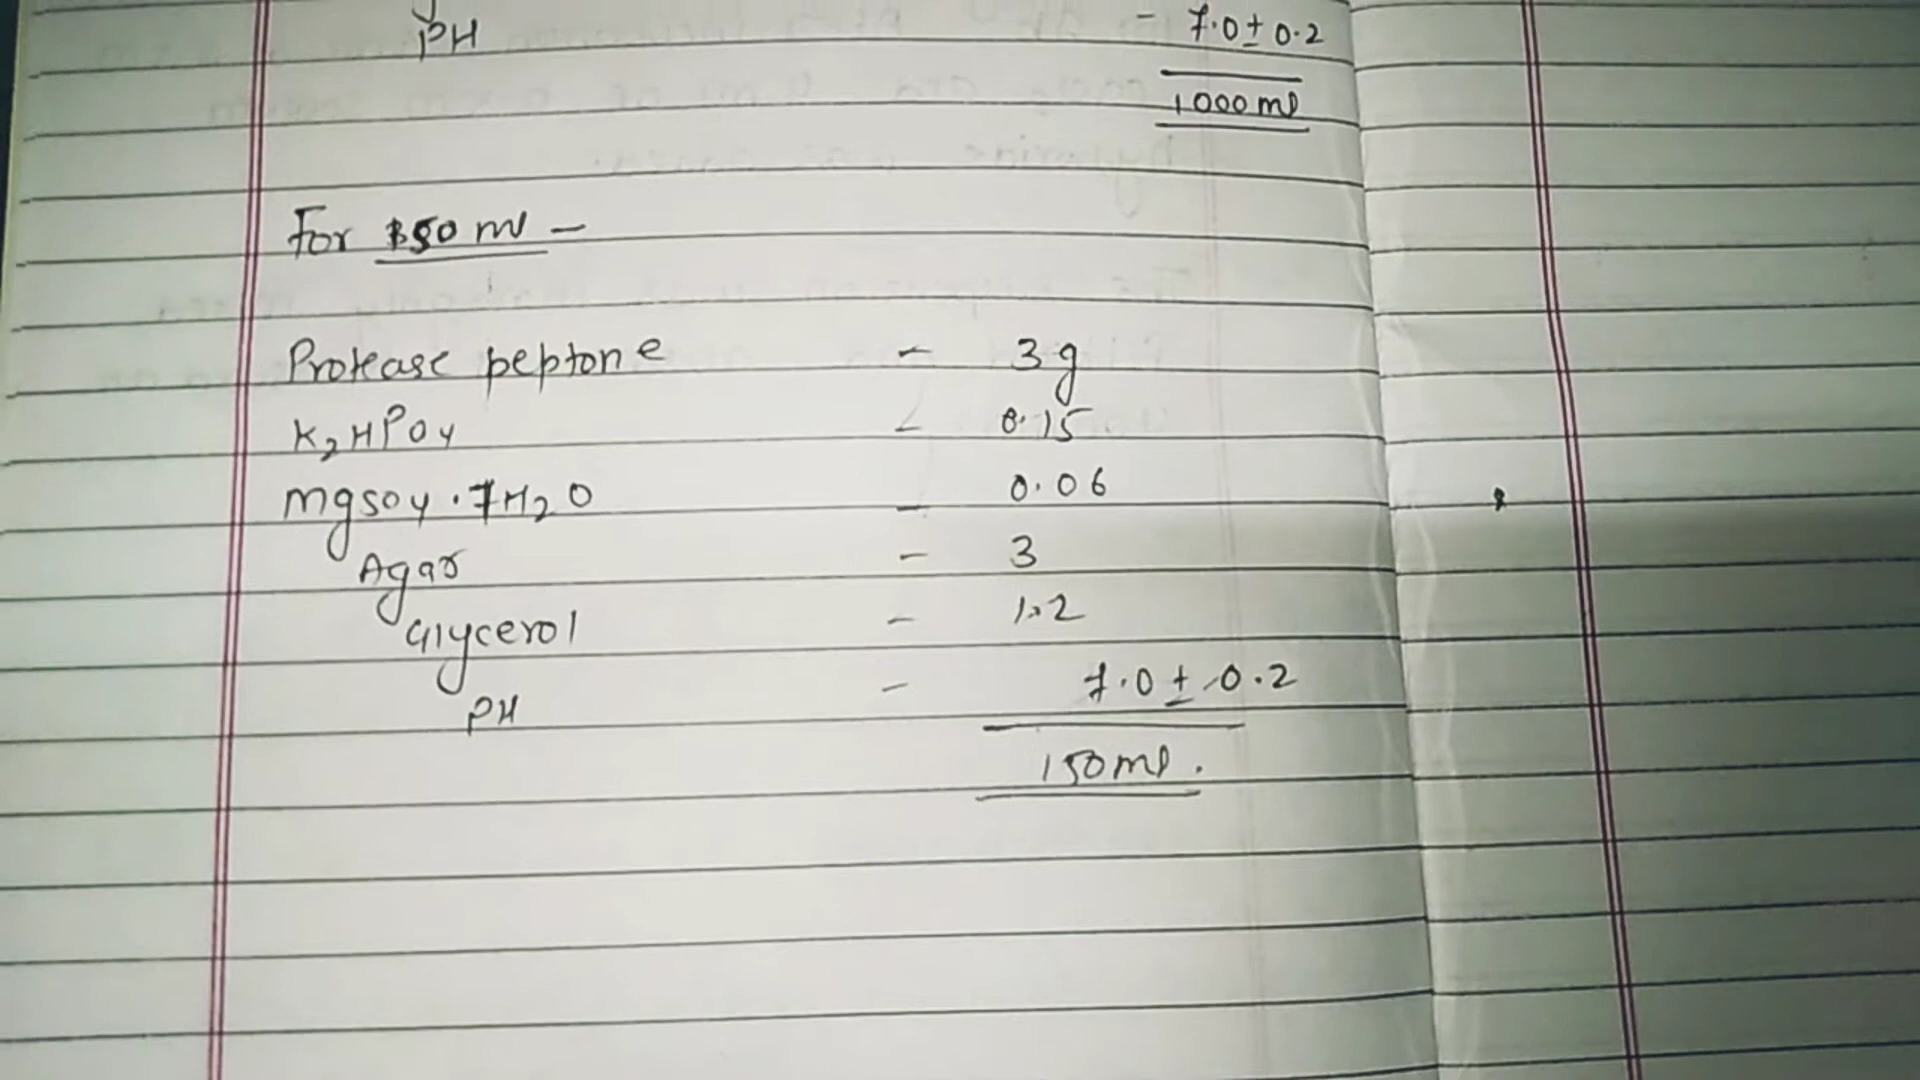 PH - 7.0 ± 0.2
1000 ml
For 150 ml -
Protease peptone - 3 g
K2HPO4 - 0.15
MgSO4 · 7H2O - 0.06
Agar - 3
Glycerol - 1.2
PH - 7.0 ± 0.2
150 ml.